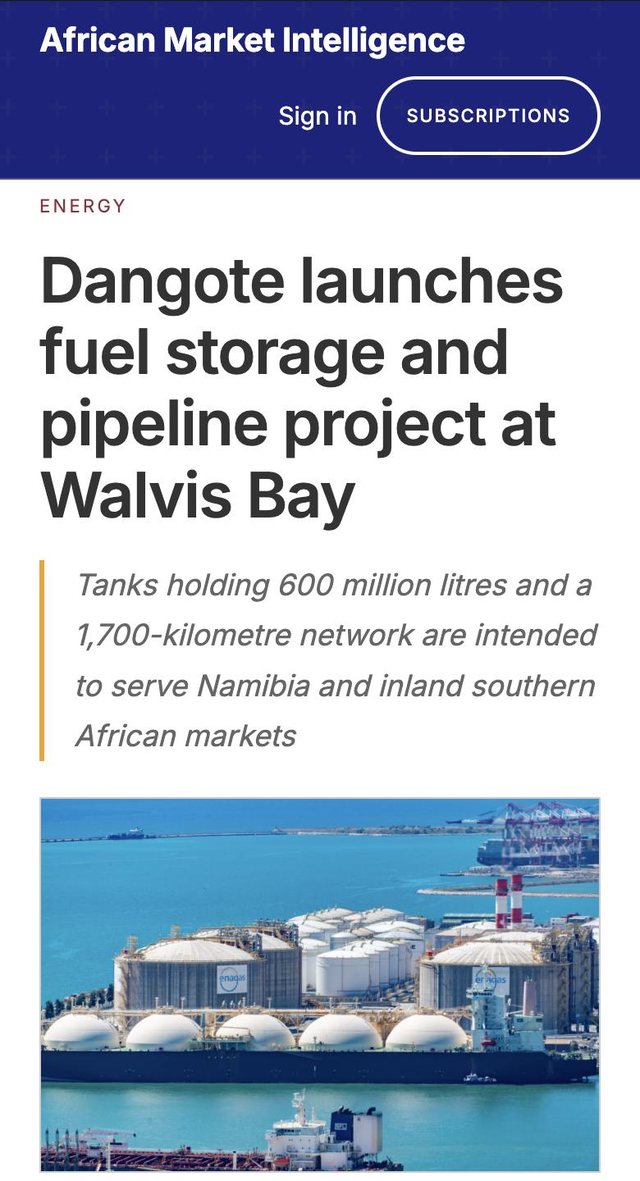 African Market Intelligence
Sign in
SUBSCRIPTIONS
ENERGY
Dangote launches
fuel storage and
pipeline project at
Walvis Bay
Tanks holding 600 million litres and a
1,700-kilometre network are intended
to serve Namibia and inland southern
African markets
enagas
enagas